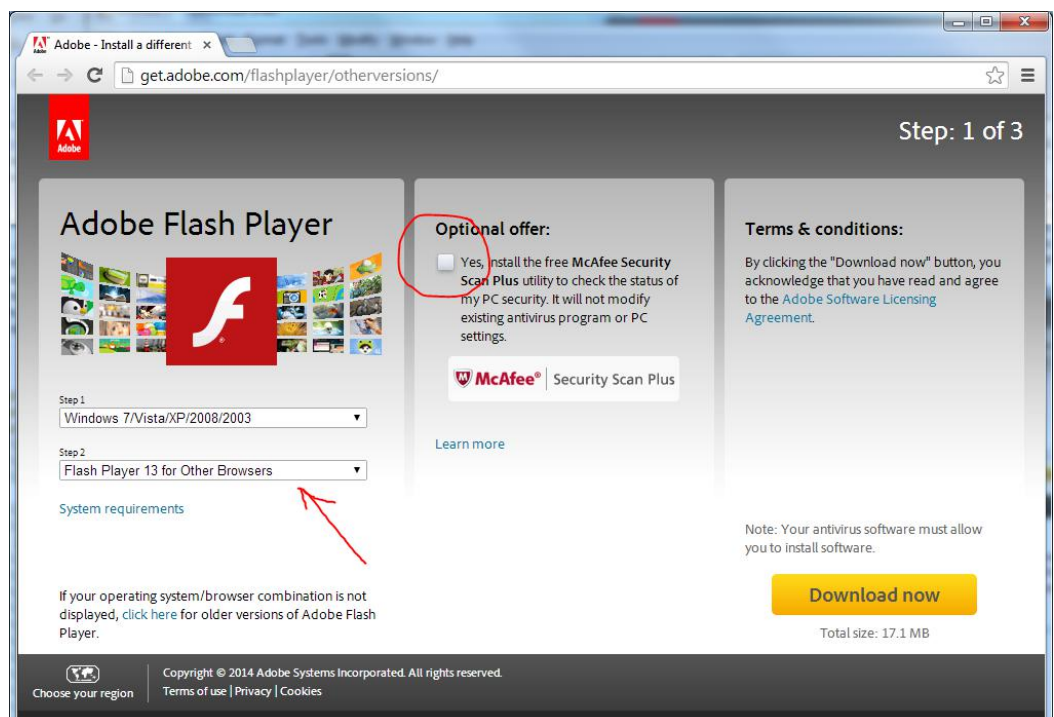 Adobe - Install a different
get.adobe.com/flashplayer/otherversions/
Adobe
Step: 1 of 3
Adobe Flash Player
Step 1
Windows 7/Vista/XP/2008/2003
Step 2
Flash Player 13 for Other Browsers
System requirements
If your operating system/browser combination is not
displayed, click here for older versions of Adobe Flash
Player.
Optional offer:
Yes, install the free McAfee Security
Scan Plus utility to check the status of
my PC security. It will not modify
existing antivirus program or PC
settings.
McAfee® Security Scan Plus
Learn more
Terms & conditions:
By clicking the "Download now" button, you
acknowledge that you have read and agree
to the Adobe Software Licensing
Agreement.
Note: Your antivirus software must allow
you to install software.
Download now
Total size: 17.1 MB
Choose your region
Copyright © 2014 Adobe Systems Incorporated. All rights reserved.
Terms of use | Privacy | Cookies